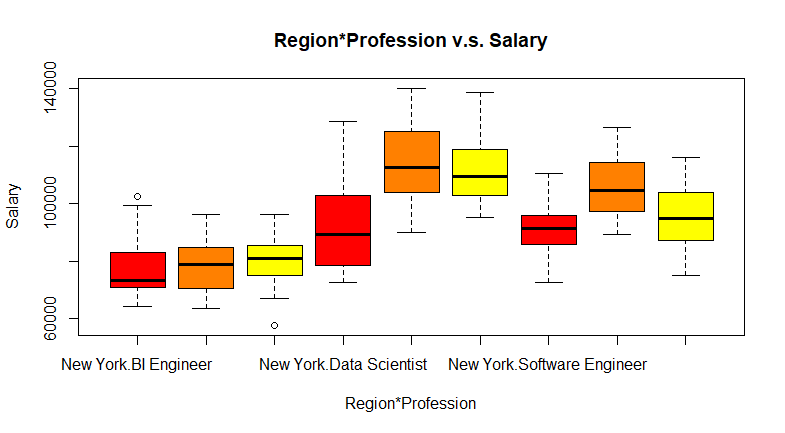 Region*Profession v.s. Salary
Salary
140000
100000
60000
New York.BI Engineer
New York.Data Scientist
New York.Software Engineer
Region*Profession